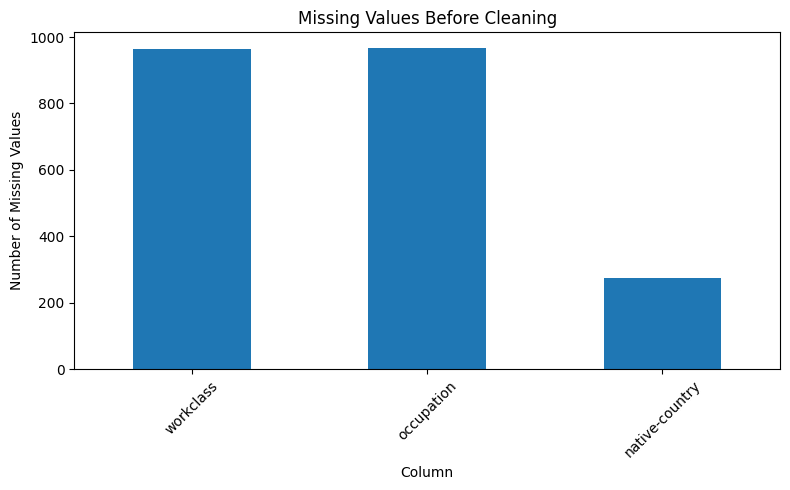 Missing Values Before Cleaning
1000
800
600
400
200
0
Number of Missing Values
workclass
occupation
native-country
Column